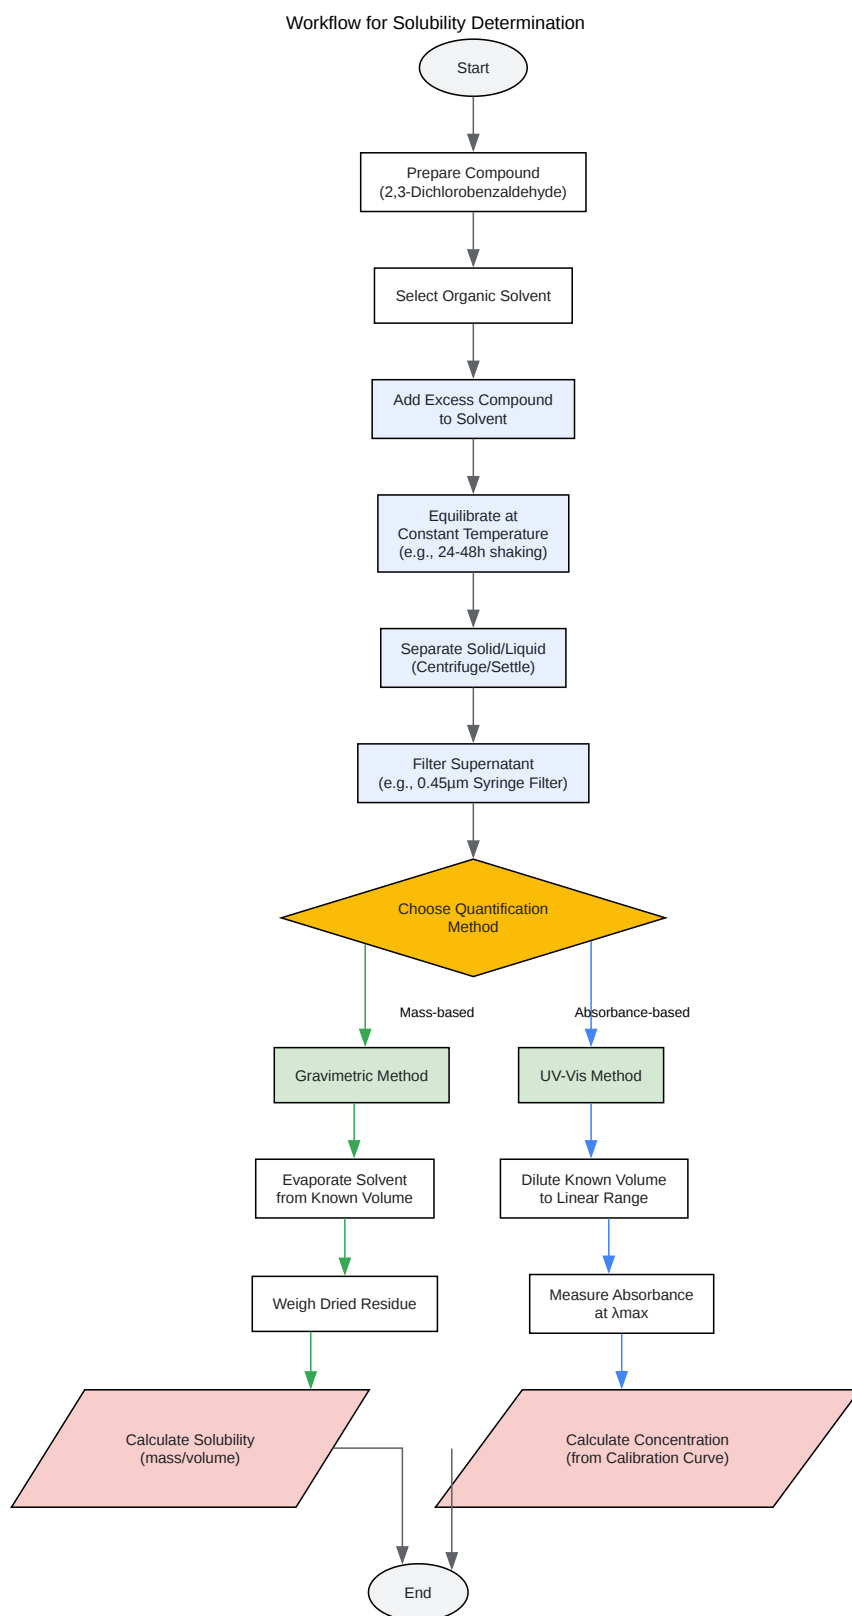 Workflow for Solubility Determination
Start
Prepare Compound
(2,3-Dichlorobenzaldehyde)
Select Organic Solvent
Add Excess Compound
to Solvent
Equilibrate at
Constant Temperature
(e.g., 24-48h shaking)
Separate Solid/Liquid
(Centrifuge/Settle)
Filter Supernatant
(e.g., 0.45µm Syringe Filter)
Choose Quantification
Method
Mass-based
Absorbance-based
Gravimetric Method
UV-Vis Method
Evaporate Solvent
from Known Volume
Dilute Known Volume
to Linear Range
Weigh Dried Residue
Measure Absorbance
at λmax
Calculate Solubility
(mass/volume)
Calculate Concentration
(from Calibration Curve)
End